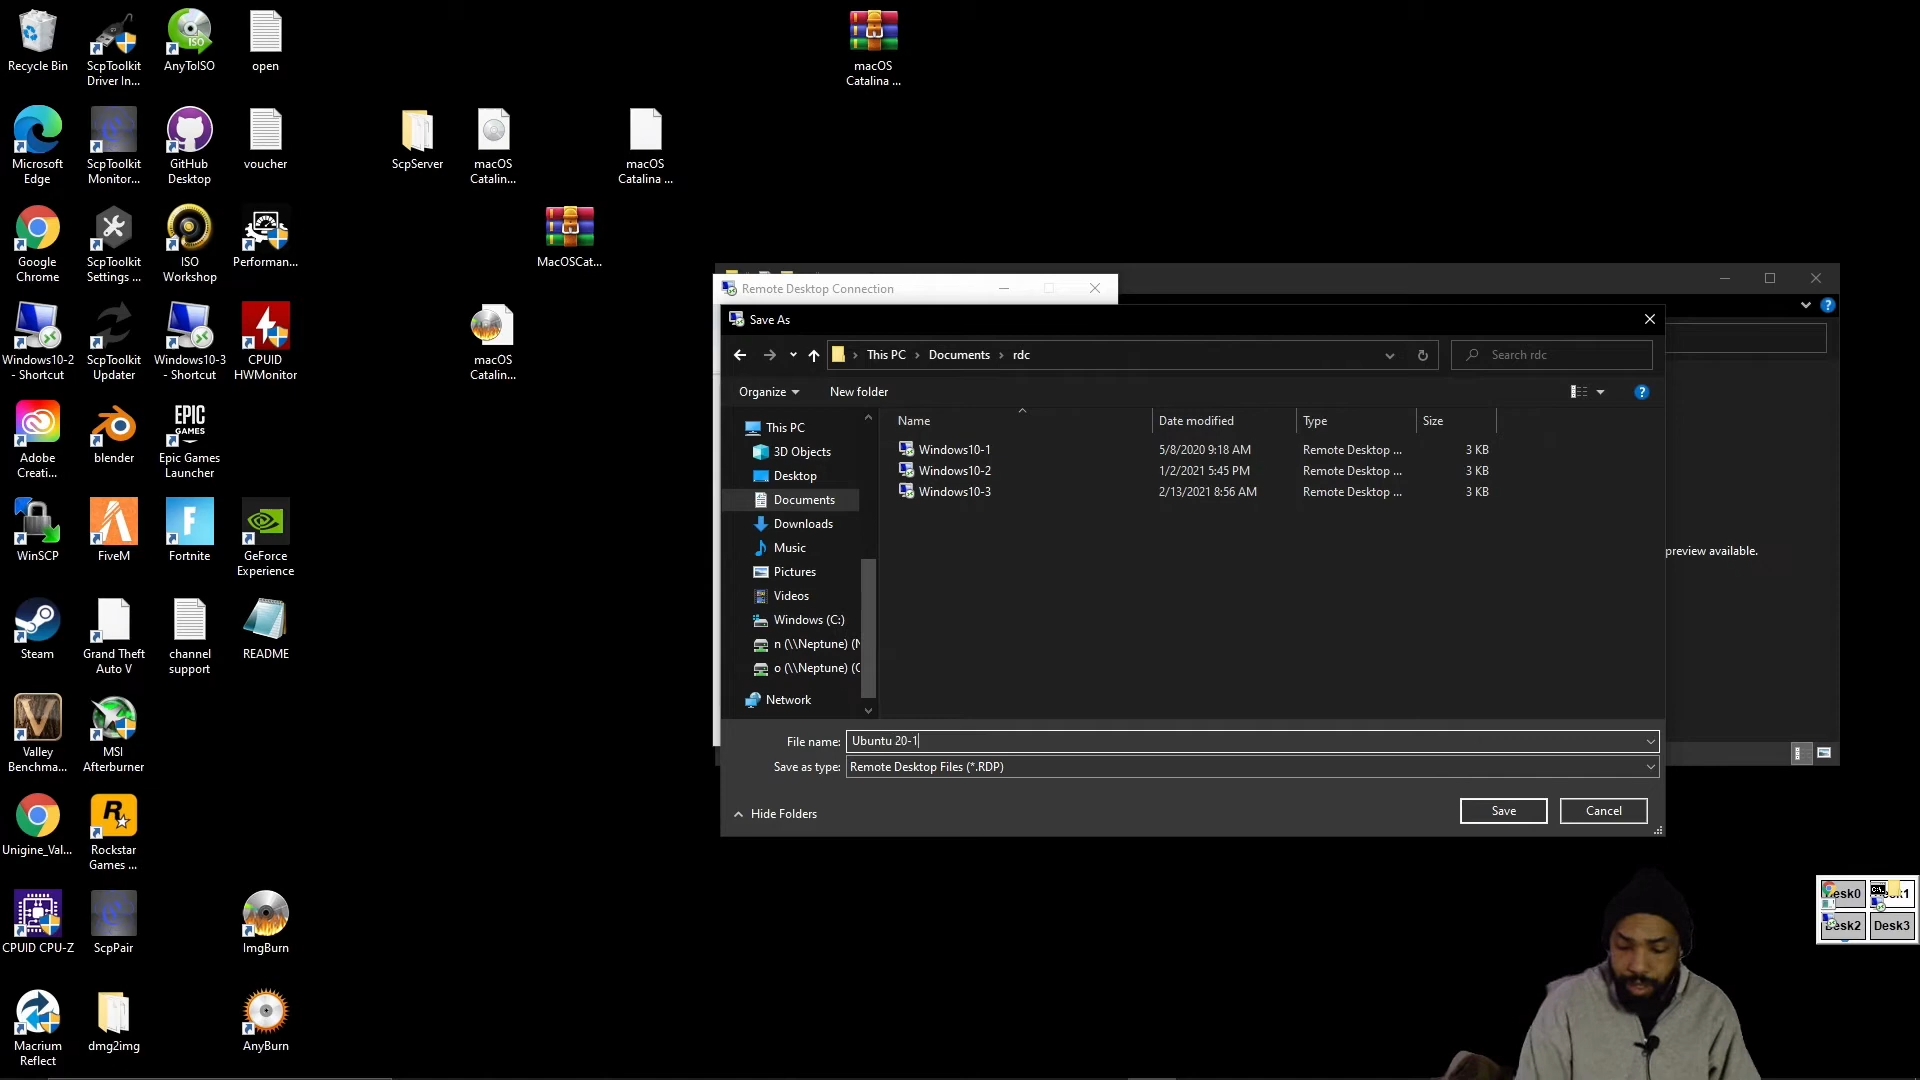 Recycle Bin
ScpToolkit
Driver In...
AnyToISO
ISO
open
macOS
Catalina ...
Microsoft
Edge
ScpToolkit
Monitor...
GitHub
Desktop
voucher
ScpServer
macOS
Catalin...
macOS
Catalina ...
Google
Chrome
ScpToolkit
Settings ...
ISO
Workshop
Performan...
MacOSCat...
Windows10-2
- Shortcut
ScpToolkit
Updater
Windows10-3
- Shortcut
CPUID
HWMonitor
macOS
Catalin...
Adobe
Creati...
blender
EPIC
GAMES
Epic Games
Launcher
WinSCP
FiveM
Fortnite
GeForce
Experience
Steam
Grand Theft
Auto V
channel
support
README
Valley
Benchma...
MSI
Afterburner
Unigine_Val...
Rockstar
Games ...
CPUID CPU-Z
ScpPair
ImgBurn
Macrium
Reflect
dmg2img
AnyBurn
Remote Desktop Connection
Save As
This PC > Documents > rdc
Search rdc
Organize
New folder
Name
Date modified
Type
Size
Windows10-1
5/8/2020 9:18 AM
Remote Desktop ...
3 KB
Windows10-2
1/2/2021 5:45 PM
Remote Desktop ...
3 KB
Windows10-3
2/13/2021 8:56 AM
Remote Desktop ...
3 KB
This PC
3D Objects
Desktop
Documents
Downloads
Music
Pictures
Videos
Windows (C:)
n (\\Neptune) (N
o (\\Neptune) (O
Network
preview available.
File name:
Ubuntu 20-1
Save as type:
Remote Desktop Files (*.RDP)
Hide Folders
Save
Cancel
Desk0
Desk2
Desk3